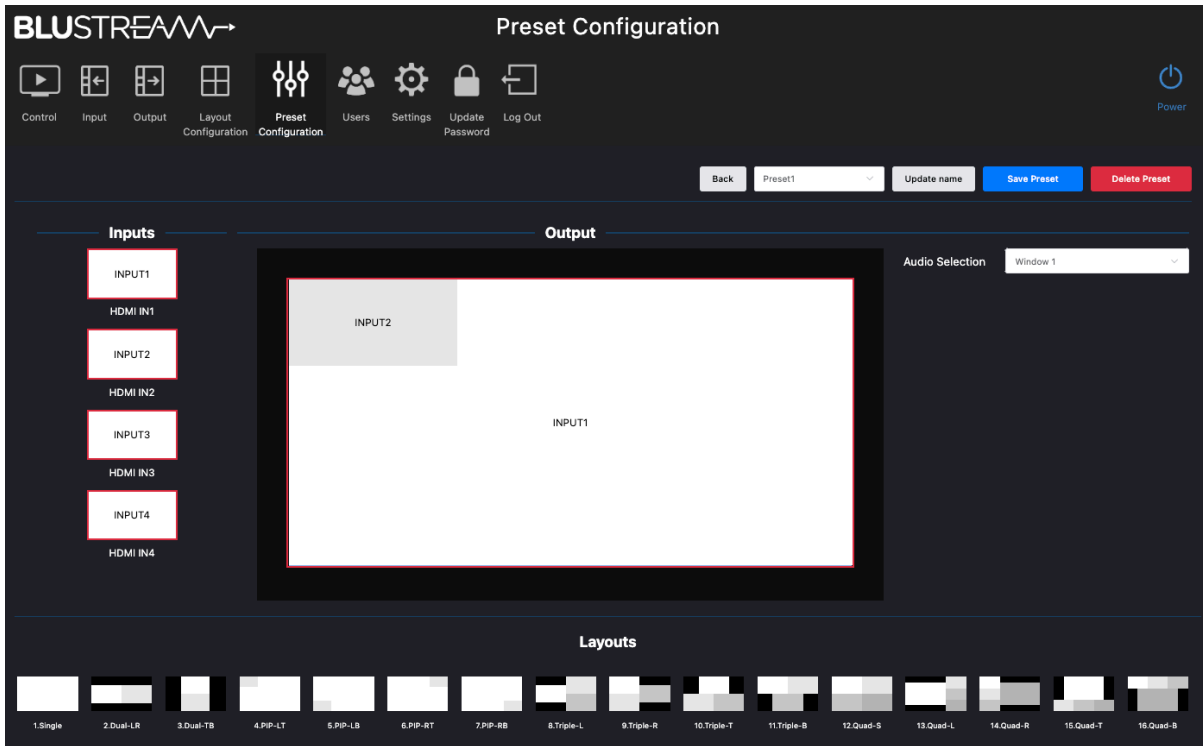 BLUSTREAM
Preset Configuration
Control
Input
Output
Layout
Configuration
Preset
Configuration
Users
Settings
Update
Password
Log Out
Power
Back
Preset1
Update name
Save Preset
Delete Preset
Inputs
Output
INPUT1
HDMI IN1
INPUT2
HDMI IN2
INPUT3
HDMI IN3
INPUT4
HDMI IN4
INPUT2
INPUT1
Audio Selection
Window 1
Layouts
1.Single
2.Dual-LR
3.Dual-TB
4.PIP-LT
5.PIP-LB
6.PIP-RT
7.PIP-RB
8.Triple-L
9.Triple-R
10.Triple-T
11.Triple-B
12.Quad-S
13.Quad-L
14.Quad-R
15.Quad-T
16.Quad-B